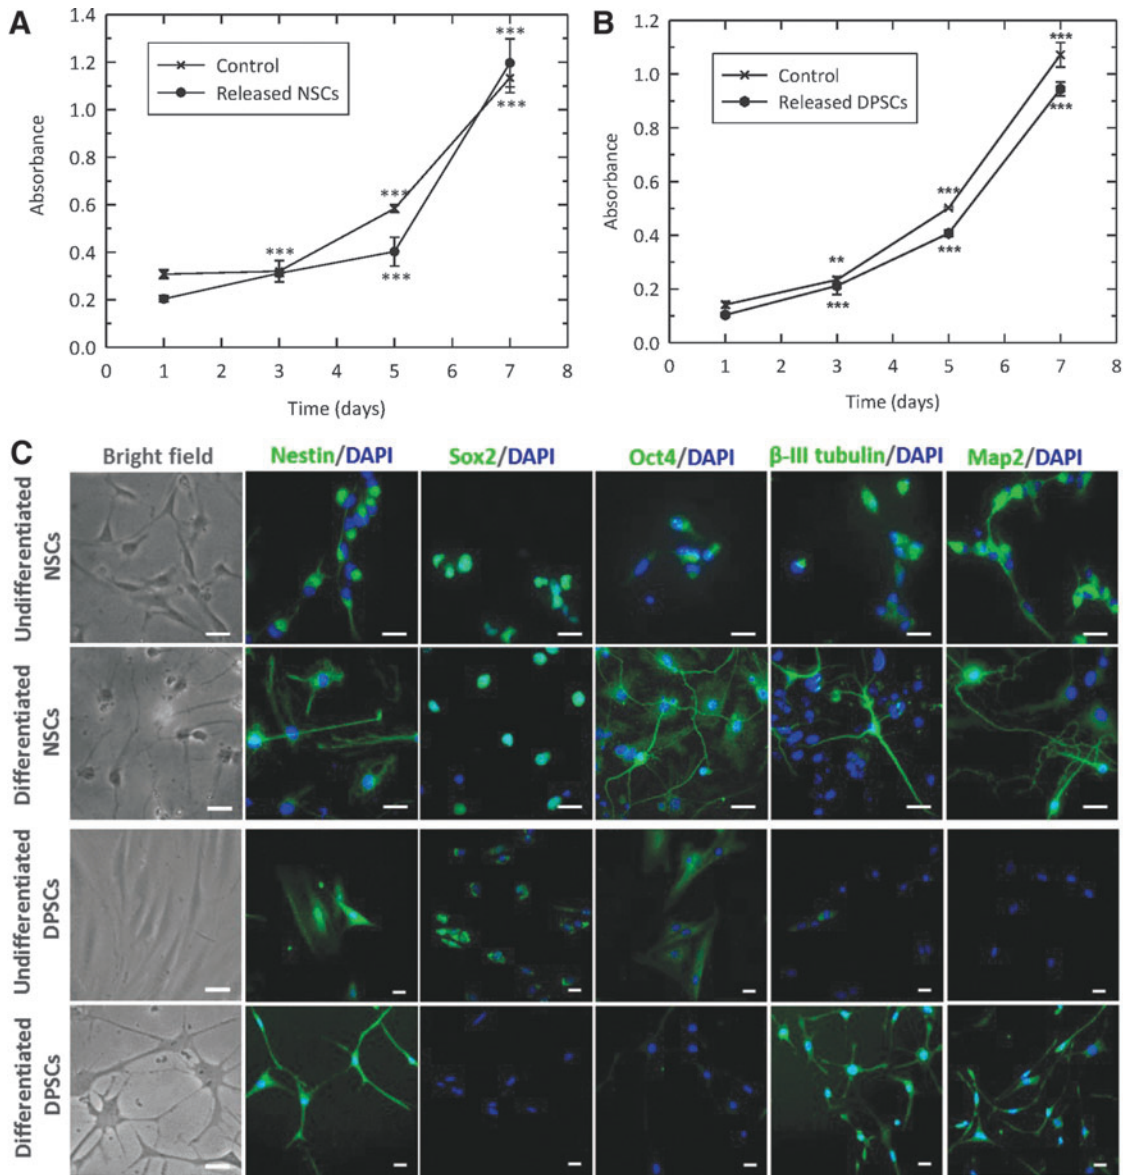 A
1.4
1.2
1.0
0.8
0.6
0.4
0.2
0.0
Absorbance
Control
Released NSCs
***
***
***
***
***
0 1 2 3 4 5 6 7 8
Time (days)
B
1.2
1.0
0.8
0.6
0.4
0.2
0.0
Absorbance
Control
Released DPSCs
***
***
***
***
**
***
0 1 2 3 4 5 6 7 8
Time (days)
C
Bright field
Nestin/DAPI
Sox2/DAPI
Oct4/DAPI
β-III tubulin/DAPI
Map2/DAPI
Undifferentiated
NSCs
Differentiated
NSCs
Undifferentiated
DPSCs
Differentiated
DPSCs